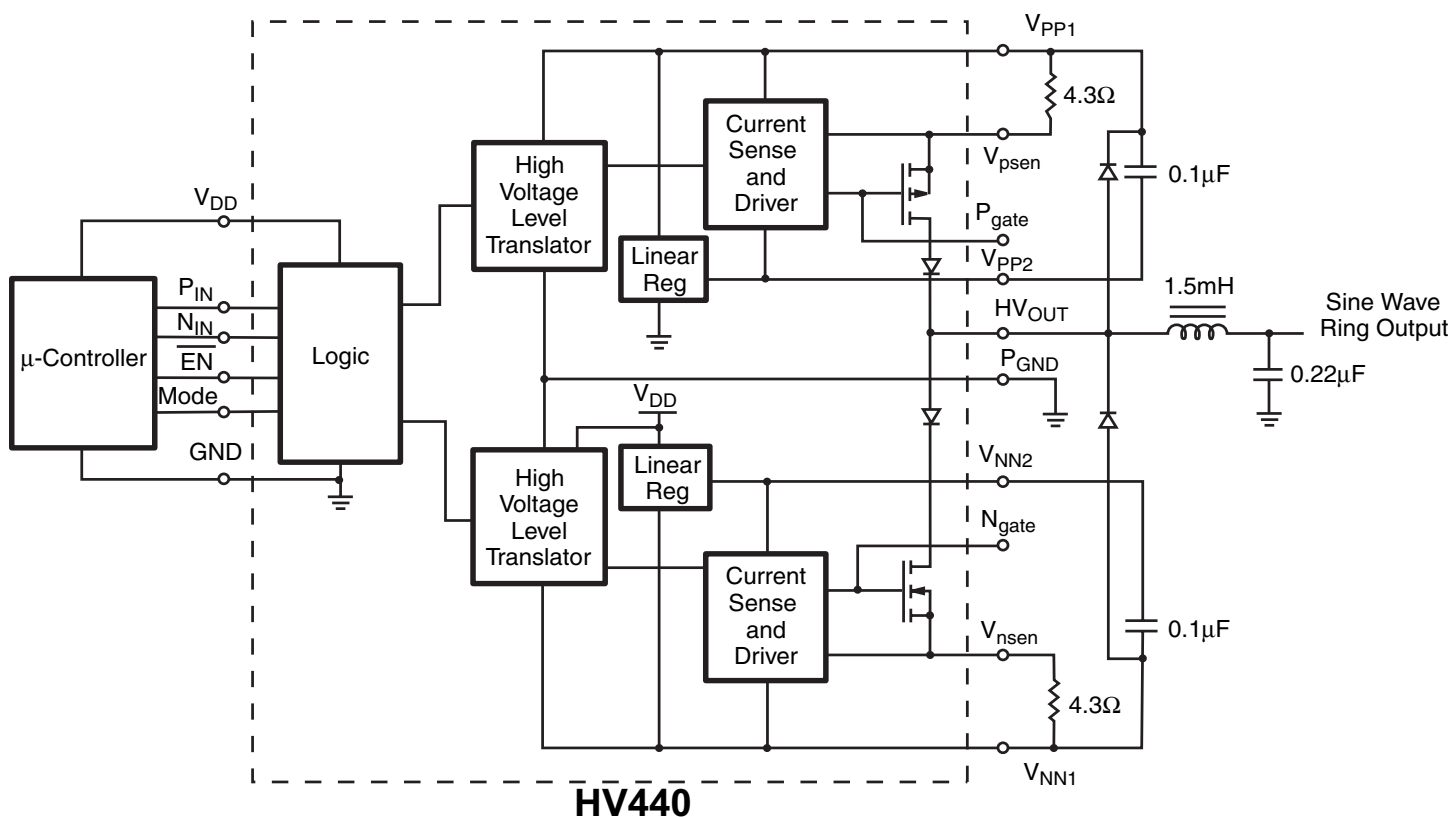 V_PP1
4.3Ω
Current
Sense
and
Driver
V_psen
High
Voltage
Level
Translator
0.1μF
V_DD
P_gate
Linear
Reg
V_PP2
1.5mH
P_IN
HV_OUT
Sine Wave
Ring Output
N_IN
μ-Controller
Logic
EN
P_GND
0.22μF
Mode
V_DD
GND
High
Voltage
Level
Translator
Linear
Reg
V_NN2
N_gate
Current
Sense
and
Driver
V_nsen
0.1μF
4.3Ω
V_NN1
HV440